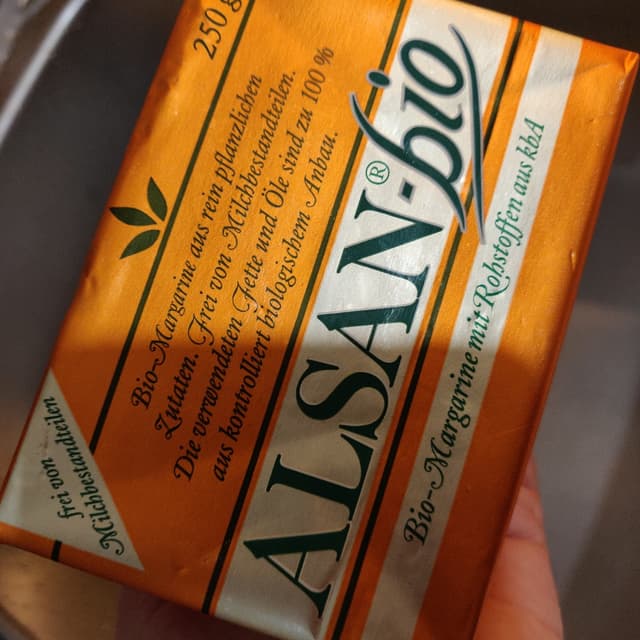 250 g
Bio-Margarine aus rein pflanzlichen
Zutaten. Frei von Milchbestandteilen.
Die verwendeten Fette und Öle sind zu 100 %
aus kontrolliert biologischem Anbau.
frei von
Milchbestandteilen
ALSAN®-bio
Bio-Margarine mit Rohstoffen aus kbA